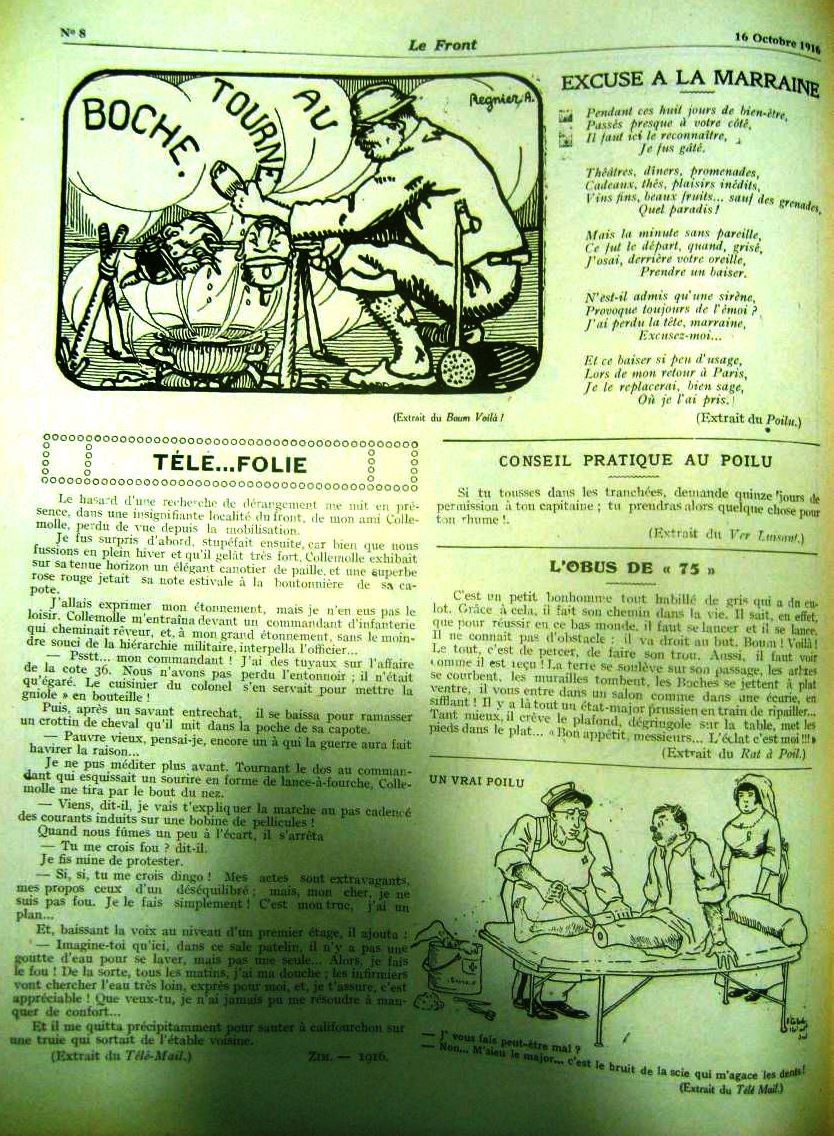 N° 8
Le Front
16 Octobre 1916
BOCHE.
TOURNE
AU
Regnier. A.
(Extrait du Boum Voilà !
EXCUSE A LA MARRAINE
Pendant ces huit jours de bien-être,
Passés presque à votre côté,
Il faut ici le reconnaître,
Je fus gâté.
Théâtres, dîners, promenades,
Cadeaux, thés, plaisirs inédits,
Vins fins, beaux fruits... sauf des grenades,
Quel paradis !
Mais la minute sans pareille,
Ce fut le départ, quand, grisé,
J'osai, derrière votre oreille,
Prendre un baiser.
N'est-il admis qu'une sirène,
Provoque toujours de l'émoi ?
J'ai perdu la tête, marraine,
Excusez-moi...
Et ce baiser si peu d'usage,
Lors de mon retour à Paris,
Je le replacerai, bien sage,
Où je l'ai pris !
(Extrait du Poilu.)
TÉLÉ...FOLIE
Le hasard d'une recherche de dérangement me mit en pré-
sence, dans une insignifiante localité du front, de mon ami Colle-
molle, perdu de vue depuis la mobilisation.
Je fus surpris d'abord, stupéfait ensuite, car bien que nous
fussions en plein hiver et qu'il gelât très fort, Collemolle exhibait
sur sa tenue horizon un élégant canotier de paille, et une superbe
rose rouge jetait sa note estivale à la boutonnière de sa ca-
pote.
J'allais exprimer mon étonnement, mais je n'en eus pas le
loisir. Collemolle m'entraîna devant un commandant d'infanterie
qui cheminait rêveur, et, à mon grand étonnement, sans le moin-
dre souci de la hiérarchie militaire, interpella l'officier...
— Psstt... mon commandant ! J'ai des tuyaux sur l'affaire
de la cote 36. Nous n'avons pas perdu l'entonnoir ; il n'était
qu'égaré. Le cuisinier du colonel s'en servait pour mettre la
gniole » en bouteille !
Puis, après un savant entrechat, il se baissa pour ramasser
un crottin de cheval qu'il mit dans la poche de sa capote.
— Pauvre vieux, pensai-je, encore un à qui la guerre aura fait
havirer la raison...
Je ne pus méditer plus avant. Tournant le dos au comman-
dant qui esquissait un sourire en forme de lance-à-fourche, Colle-
molle me tira par le bout du nez.
— Viens, dit-il, je vais t'expliquer la marche au pas cadencé
des courants induits sur une bobine de pellicules !
Quand nous fûmes un peu à l'écart, il s'arrêta
— Tu me crois fou ? dit-il.
Je fis mine de protester.
— Si, si, tu me crois dingo ! Mes actes sont extravagants,
mes propos ceux d'un déséquilibré ; mais, mon cher, je ne
suis pas fou. Je le fais simplement ! C'est mon truc, j'ai un
plan...
Et, baissant la voix au niveau d'un premier étage, il ajouta :
— Imagine-toi qu'ici, dans ce sale patelin, il n'y a pas une
goutte d'eau pour se laver, mais pas une seule... Alors, je fais
le fou ! De la sorte, tous les matins, j'ai ma douche ; les infirmiers
vont chercher l'eau très loin, exprès pour moi, et, je t'assure, c'est
appréciable ! Que veux-tu, je n'ai jamais pu me résoudre à man-
quer de confort...
Et il me quitta précipitamment pour sauter à califourchon sur
une truie qui sortait de l'étable voisine.
(Extrait du Télé-Mail.)
ZIM. — 1916.
CONSEIL PRATIQUE AU POILU
Si tu tousses dans les tranchées, demande quinze jours de
permission à ton capitaine ; tu prendras alors quelque chose pour
ton rhume !.
(Extrait du Ver Luisant.)
L'OBUS DE « 75 »
C'est un petit bonhomme tout habillé de gris qui a du cu-
lot. Grâce à cela, il fait son chemin dans la vie. Il sait, en effet,
que pour réussir en ce bas monde, il faut se lancer et il se lance.
Il ne connaît pas d'obstacle : il va droit au but. Boum ! Voilà !
Le tout, c'est de percer, de faire son trou. Aussi, il faut voir
comme il est reçu ! La terre se soulève sur son passage, les arbres
se courbent, les murailles tombent, les Boches se jettent à plat
ventre, il vous entre dans un salon comme dans une écurie, en
sifflant ! Il y a là tout un état-major prussien en train de ripailler...
Tant mieux, il crève le plafond, dégringole sur la table, met les
pieds dans le plat... « Bon appétit, messieurs... L'éclat c'est moi !!! »
(Extrait du Rat à Poil.)
UN VRAI POILU
— J' vous fais peut-être mal ?
— Non... M'sieu le major... c'est le bruit de la scie qui m'agace les dents !
(Extrait du Télé Mail.)